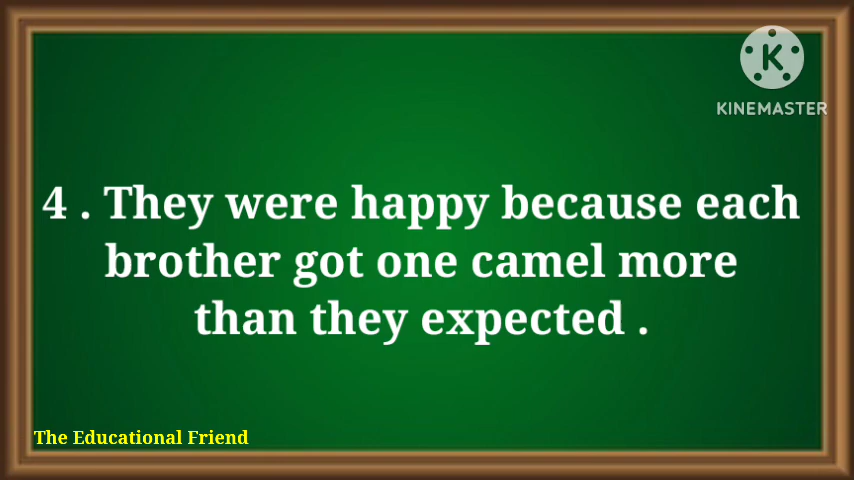 K
KINEMASTER
4 . They were happy because each
brother got one camel more
than they expected .
The Educational Friend